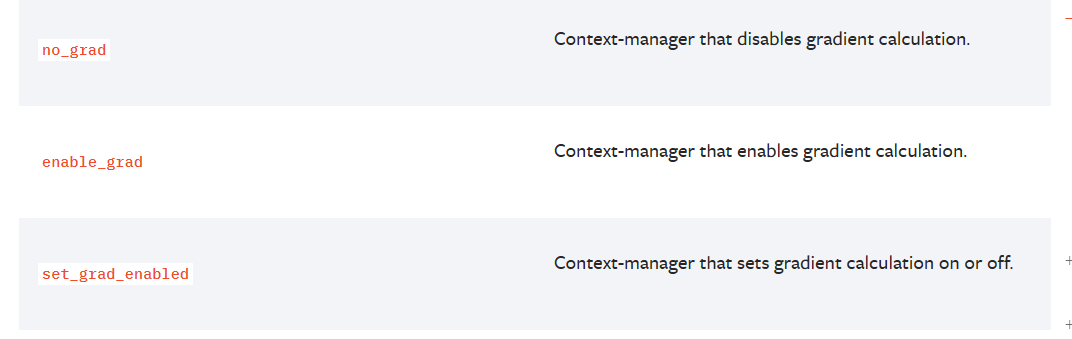 no_grad
Context-manager that disables gradient calculation.
enable_grad
Context-manager that enables gradient calculation.
set_grad_enabled
Context-manager that sets gradient calculation on or off.